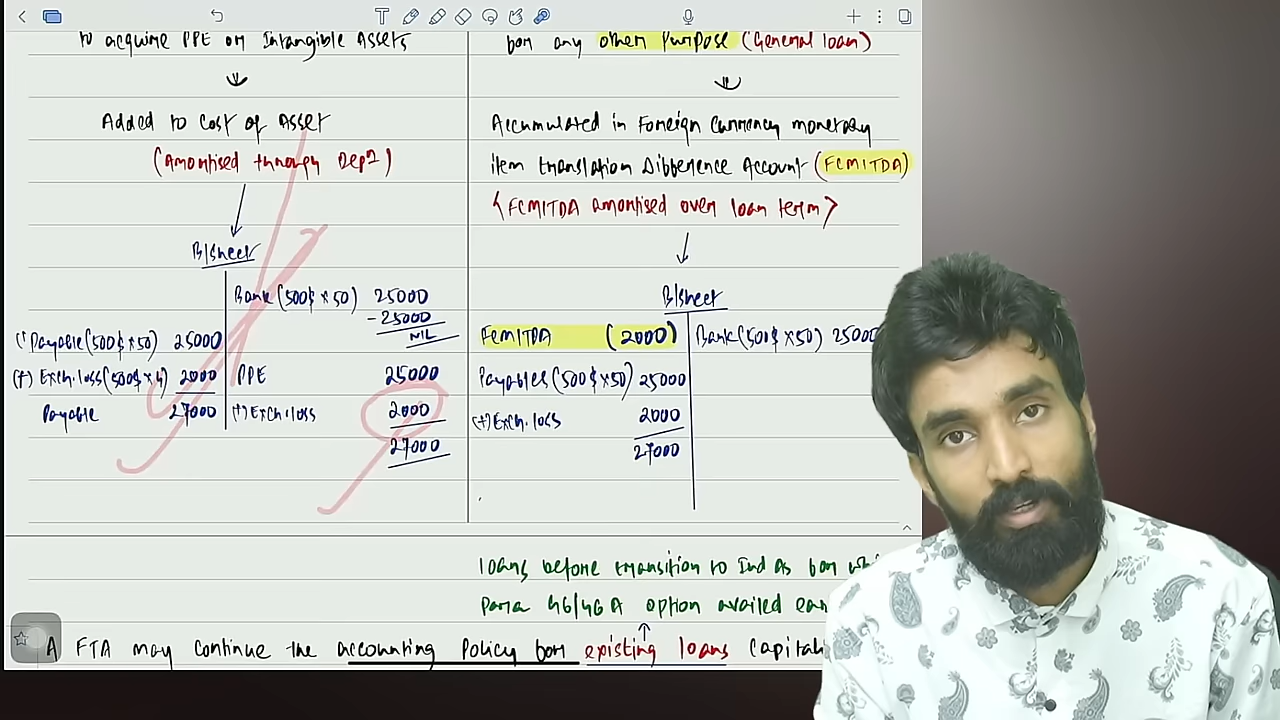 to acquire PPE or Intangible Assets
Added to Cost of Asset
(Amortised through Depn)
B/Sheet
Bank (500$ x 50) 25000
- 25000
NIL
Payable (500$ x 50) 25000
(+) Exch. loss (500$ x 4) 2000
PPE 25000
Payable 27000
(+) Exch. loss 2000
27000
for any other Purpose (General loan)
Accumulated in Foreign Currency monetary
item translation Difference Account (FCMITDA)
{FCMITDA amortised over loan term}
B/Sheet
FCMITDA (2000)
Bank (500$ x 50) 25000
Payables (500$ x 50) 25000
(+) Exch. loss 2000
27000
loans before transition to Ind As for
Para 46/46A option availed
A FTA may continue the accounting Policy for existing loans